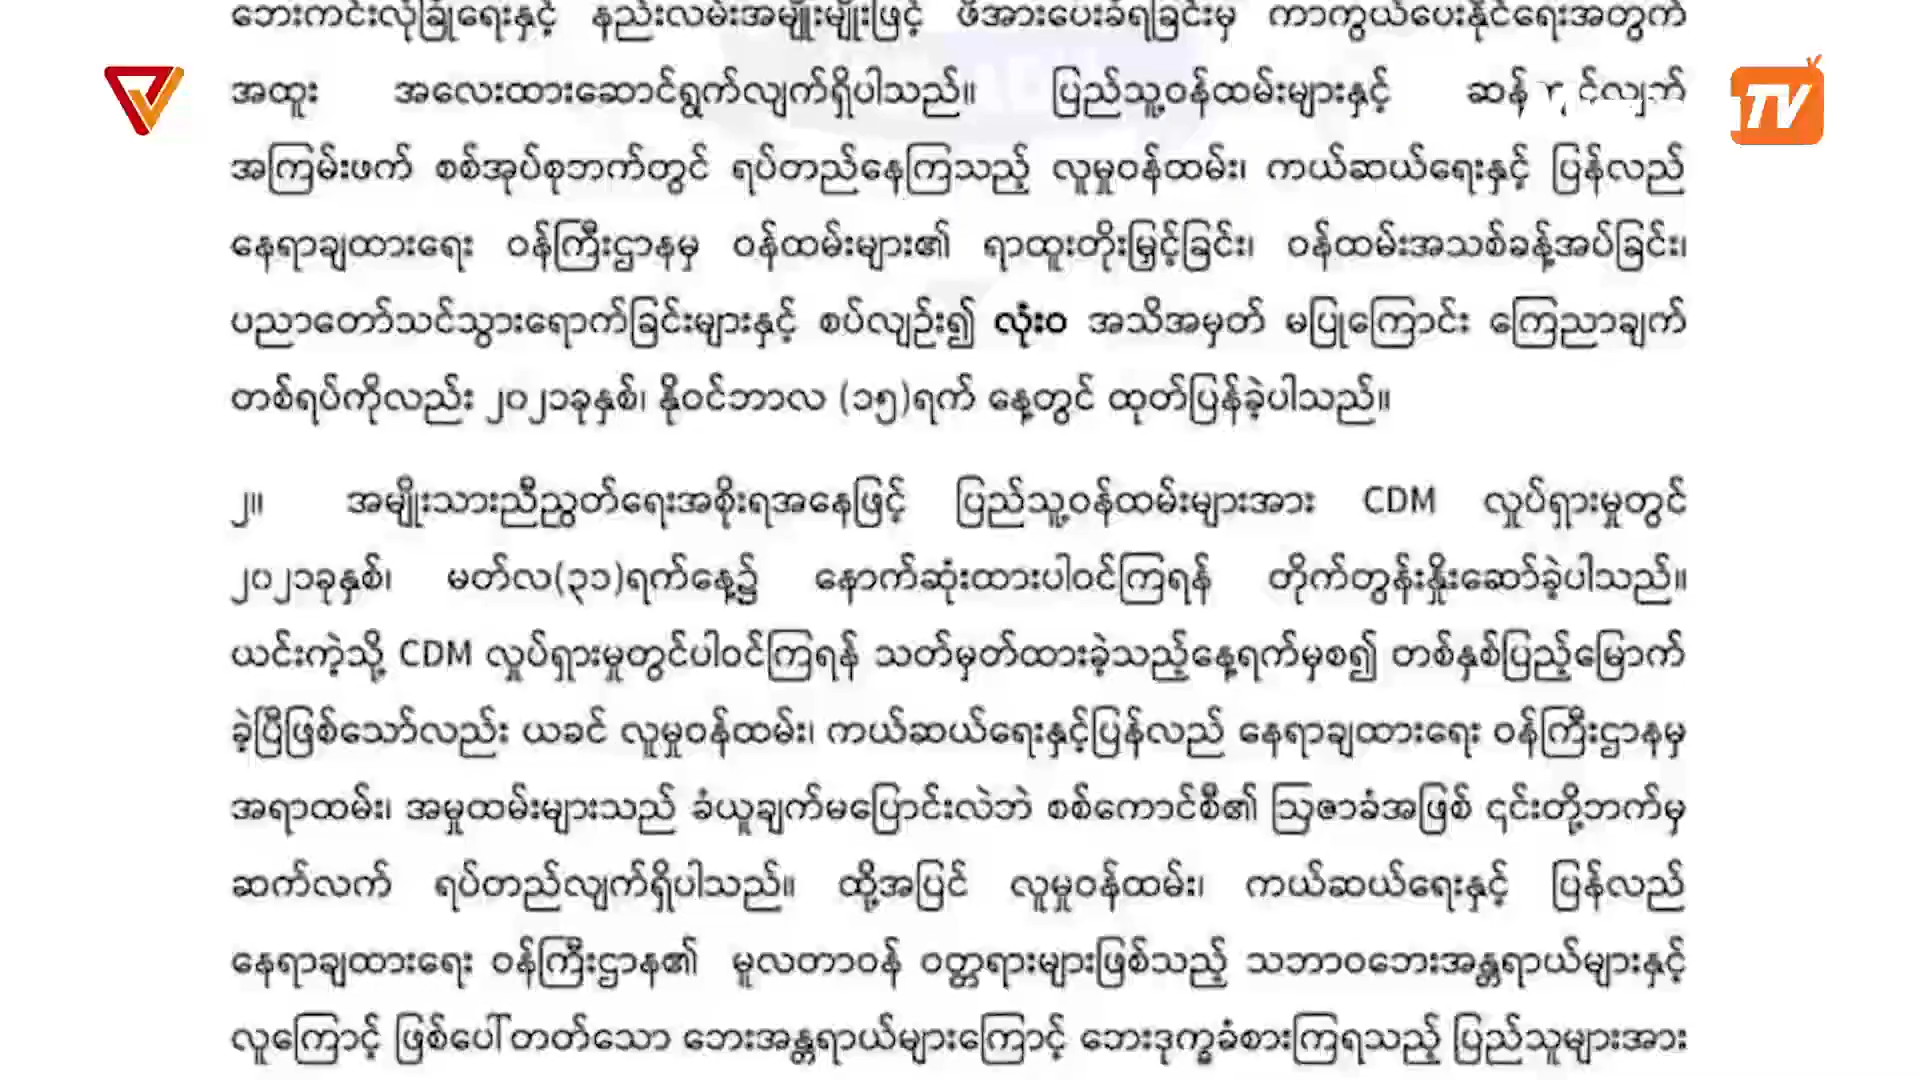 ဘေးကင်းလုံခြုံရေးနှင့် နည်းလမ်းအမျိုးမျိုးဖြင့် ဖိအားပေးခံရခြင်းမှ ကာကွယ်ပေးနိုင်ရေးအတွက်
အထူး အလေးထားဆောင်ရွက်လျက်ရှိပါသည်။ ပြည်သူ့ဝန်ထမ်းများနှင့်
TV
အကြမ်းဖက် စစ်အုပ်စုဘက်တွင် ရပ်တည်နေကြသည့် လူမှုဝန်ထမ်း၊ ကယ်ဆယ်ရေးနှင့် ပြန်လည်
နေရာချထားရေး ဝန်ကြီးဌာနမှ ဝန်ထမ်းများ၏ ရာထူးတိုးမြှင့်ခြင်း၊ ဝန်ထမ်းအသစ်ခန့်အပ်ခြင်း၊
ပညာတော်သင်သွားရောက်ခြင်းများနှင့် စပ်လျဉ်း၍ လုံးဝ အသိအမှတ် မပြုကြောင်း ကြေညာချက်
တစ်ရပ်ကိုလည်း ၂၀၂၁ခုနှစ်၊ နိုဝင်ဘာလ (၁၅)ရက် နေ့တွင် ထုတ်ပြန်ခဲ့ပါသည်။
၂။ အမျိုးသားညီညွတ်ရေးအစိုးရအနေဖြင့် ပြည်သူ့ဝန်ထမ်းများအား CDM လှုပ်ရှားမှုတွင်
၂၀၂၁ခုနှစ်၊ မတ်လ(၃၁)ရက်နေ့၌ နောက်ဆုံးထားပါဝင်ကြရန် တိုက်တွန်းနှိုးဆော်ခဲ့ပါသည်။
ယင်းကဲ့သို့ CDM လှုပ်ရှားမှုတွင်ပါဝင်ကြရန် သတ်မှတ်ထားခဲ့သည့်နေ့ရက်မှစ၍ တစ်နှစ်ပြည့်မြောက်
ခဲ့ပြီဖြစ်သော်လည်း ယခင် လူမှုဝန်ထမ်း၊ ကယ်ဆယ်ရေးနှင့်ပြန်လည် နေရာချထားရေး ဝန်ကြီးဌာနမှ
အရာထမ်း၊ အမှုထမ်းများသည် ခံယူချက်မပြောင်းလဲဘဲ စစ်ကောင်စီ၏ ဩဇာခံအဖြစ် ၎င်းတို့ဘက်မှ
ဆက်လက် ရပ်တည်လျက်ရှိပါသည်။ ထို့အပြင် လူမှုဝန်ထမ်း၊ ကယ်ဆယ်ရေးနှင့် ပြန်လည်
နေရာချထားရေး ဝန်ကြီးဌာန၏ မူလတာဝန် ဝတ္တရားများဖြစ်သည့် သဘာဝဘေးအန္တရာယ်များနှင့်
လူကြောင့် ဖြစ်ပေါ်တတ်သော ဘေးအန္တရာယ်များကြောင့် ဘေးဒုက္ခခံစားကြရသည့် ပြည်သူများအား